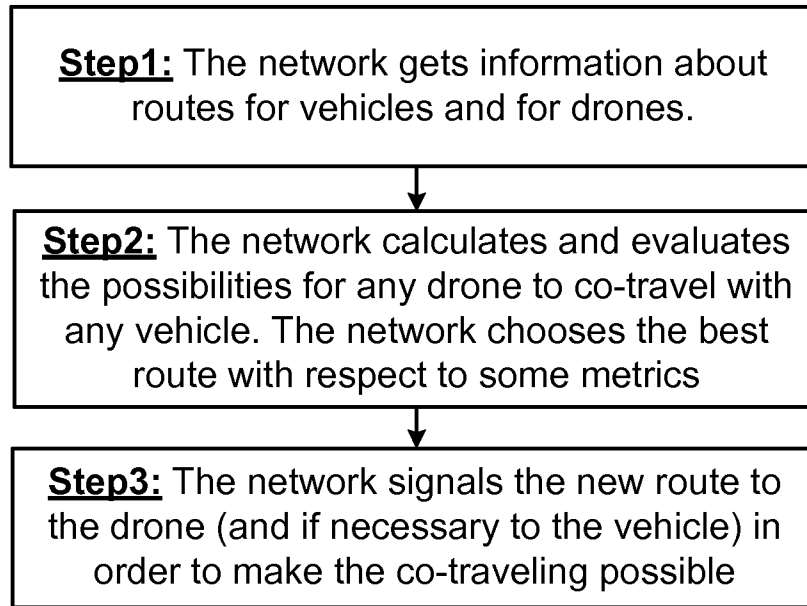 Step1: The network gets information about
routes for vehicles and for drones.
Step2: The network calculates and evaluates
the possibilities for any drone to co-travel with
any vehicle. The network chooses the best
route with respect to some metrics
Step3: The network signals the new route to
the drone (and if necessary to the vehicle) in
order to make the co-traveling possible